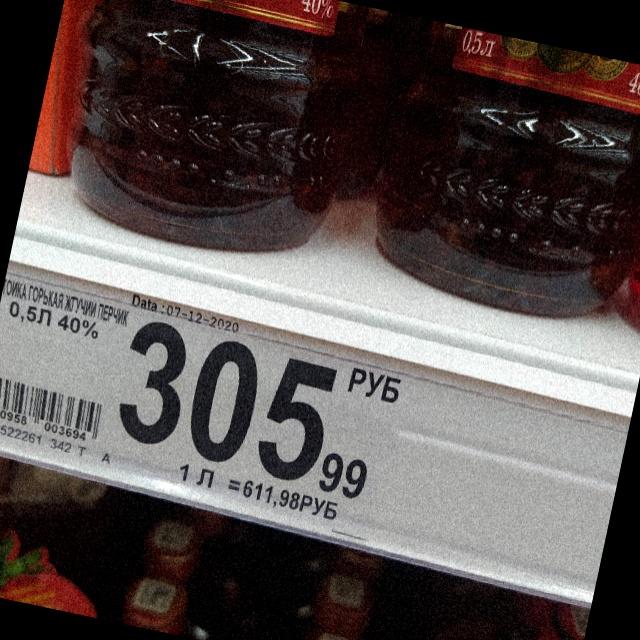 40%
0,5Л
ГОРЬКАЯ ЖГУЧИЙ ПЕРЧИК
0,5Л 40%
Data : 07-12-2020
305 99 РУБ
1 Л =611,98РУБ
0958 003694
522261 342 Т А